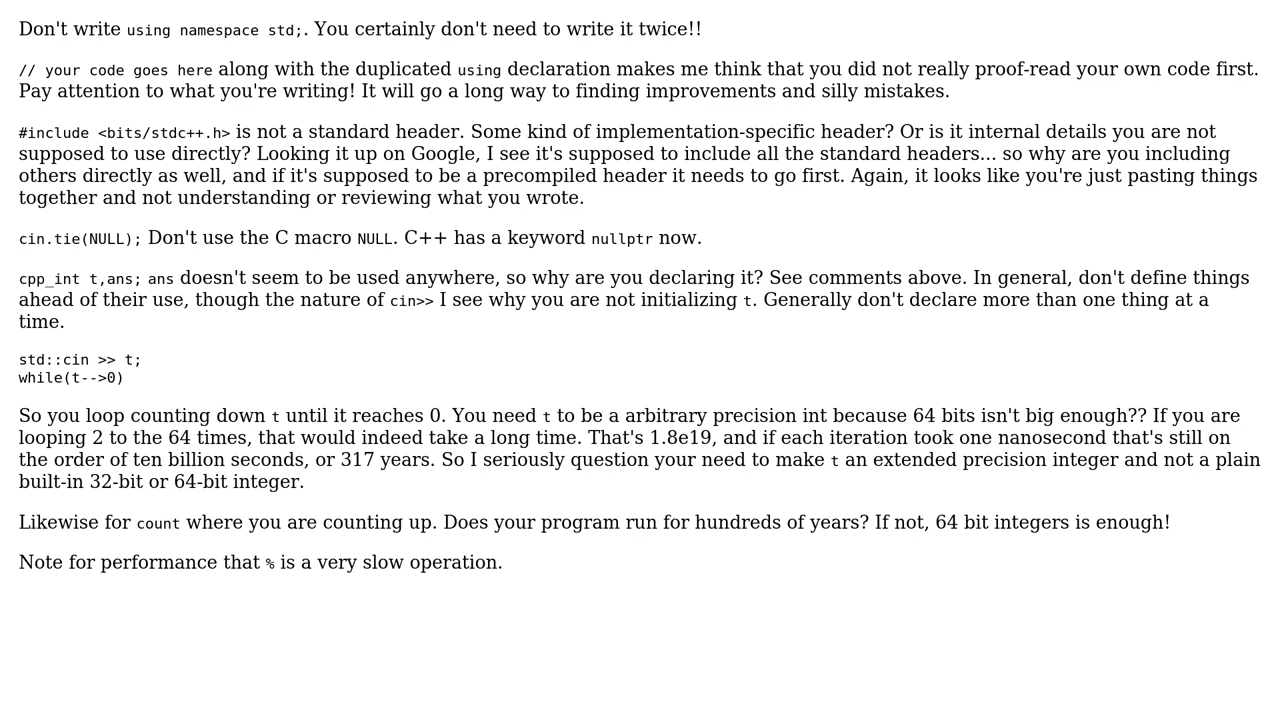 Don't write using namespace std;. You certainly don't need to write it twice!!
// your code goes here along with the duplicated using declaration makes me think that you did not really proof-read your own code first.
Pay attention to what you're writing! It will go a long way to finding improvements and silly mistakes.
#include <bits/stdc++.h> is not a standard header. Some kind of implementation-specific header? Or is it internal details you are not
supposed to use directly? Looking it up on Google, I see it's supposed to include all the standard headers... so why are you including
others directly as well, and if it's supposed to be a precompiled header it needs to go first. Again, it looks like you're just pasting things
together and not understanding or reviewing what you wrote.
cin.tie(NULL); Don't use the C macro NULL. C++ has a keyword nullptr now.
cpp_int t,ans; ans doesn't seem to be used anywhere, so why are you declaring it? See comments above. In general, don't define things
ahead of their use, though the nature of cin>> I see why you are not initializing t. Generally don't declare more than one thing at a
time.
std::cin >> t;
while(t-->0)
So you loop counting down t until it reaches 0. You need t to be a arbitrary precision int because 64 bits isn't big enough?? If you are
looping 2 to the 64 times, that would indeed take a long time. That's 1.8e19, and if each iteration took one nanosecond that's still on
the order of ten billion seconds, or 317 years. So I seriously question your need to make t an extended precision integer and not a plain
built-in 32-bit or 64-bit integer.
Likewise for count where you are counting up. Does your program run for hundreds of years? If not, 64 bit integers is enough!
Note for performance that % is a very slow operation.